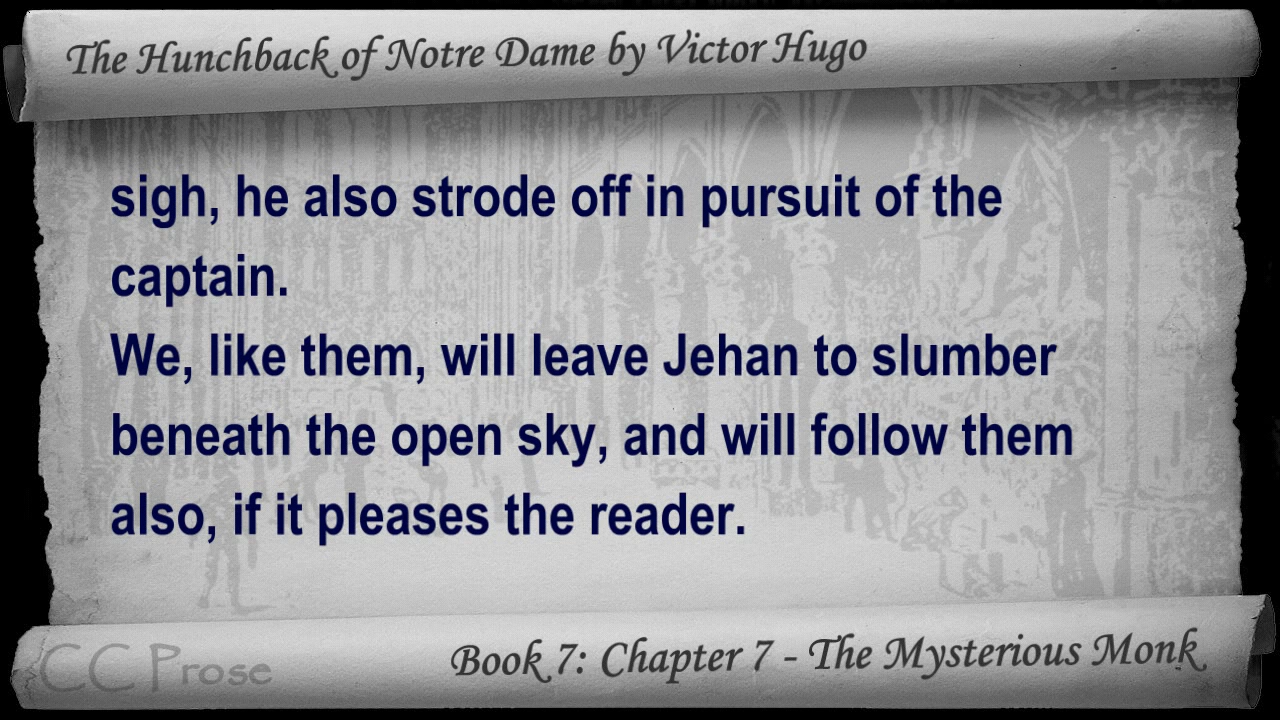 The Hunchback of Notre Dame by Victor Hugo
sigh, he also strode off in pursuit of the
captain.
We, like them, will leave Jehan to slumber
beneath the open sky, and will follow them
also, if it pleases the reader.
CC Prose
Book 7: Chapter 7 - The Mysterious Monk